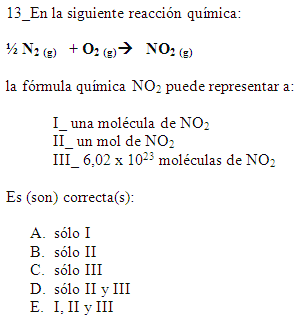 13_En la siguiente reacción química:
½ N₂ (g) + O₂ (g)→ NO₂ (g)
la fórmula química NO₂ puede representar a:
I_ una molécula de NO₂
II_ un mol de NO₂
III_ 6,02 x 10²³ moléculas de NO₂
Es (son) correcta(s):
A. sólo I
B. sólo II
C. sólo III
D. sólo II y III
E. I, II y III